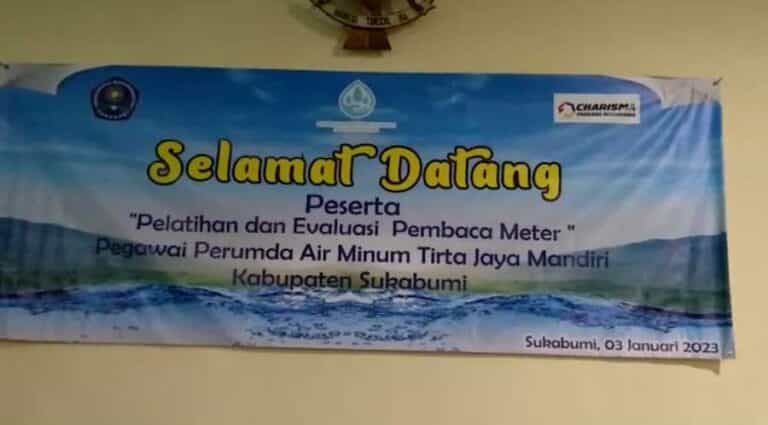 CHARISMA
Selamat Datang
Peserta
"Pelatihan dan Evaluasi Pembaca Meter "
Pegawai Perumda Air Minum Tirta Jaya Mandiri
Kabupaten Sukabumi
Sukabumi, 03 Januari 2023